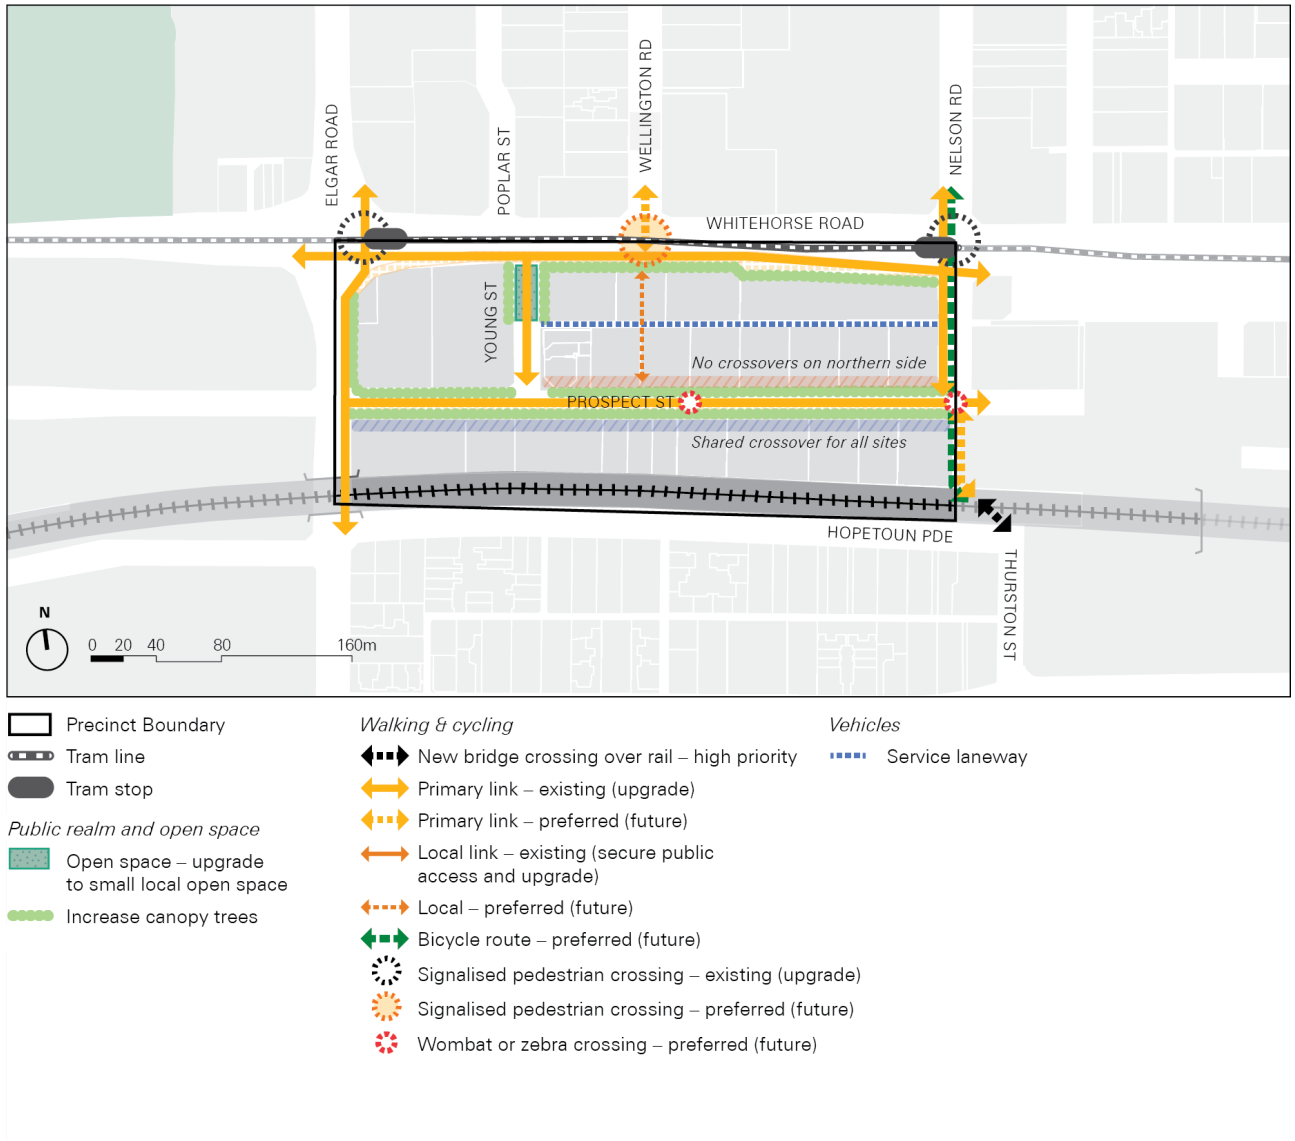 ELGAR ROAD
POPLAR ST
WELLINGTON RD
NELSON RD
WHITEHORSE ROAD
YOUNG ST
No crossovers on northern side
PROSPECT ST
Shared crossover for all sites
HOPETOUN PDE
THURSTON ST
N
0 20 40 80 160m
Precinct Boundary
Tram line
Tram stop
Public realm and open space
Open space – upgrade
to small local open space
Increase canopy trees
Walking & cycling
New bridge crossing over rail – high priority
Primary link – existing (upgrade)
Primary link – preferred (future)
Local link – existing (secure public
access and upgrade)
Local – preferred (future)
Bicycle route – preferred (future)
Signalised pedestrian crossing – existing (upgrade)
Signalised pedestrian crossing – preferred (future)
Wombat or zebra crossing – preferred (future)
Vehicles
Service laneway